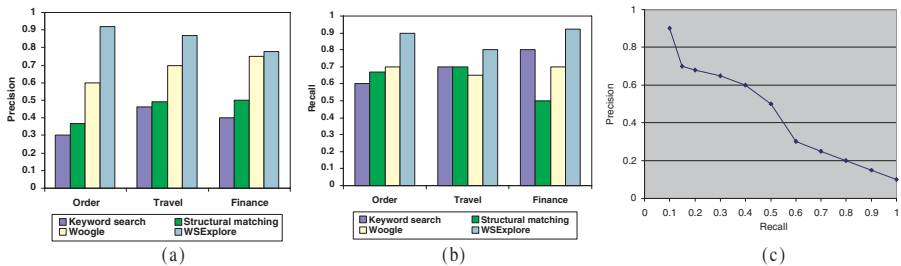 Precision
1
0.9
0.8
0.7
0.6
0.5
0.4
0.3
0.2
0.1
0
Order Travel Finance
Keyword search Structural matching
Woogle WSExplore
(a)
Recall
1
0.9
0.8
0.7
0.6
0.5
0.4
0.3
0.2
0.1
0
Order Travel Finance
Keyword search Structural matching
Woogle WSExplore
(b)
Precision
1
0.8
0.6
0.4
0.2
0
0 0.1 0.2 0.3 0.4 0.5 0.6 0.7 0.8 0.9 1
Recall
(c)